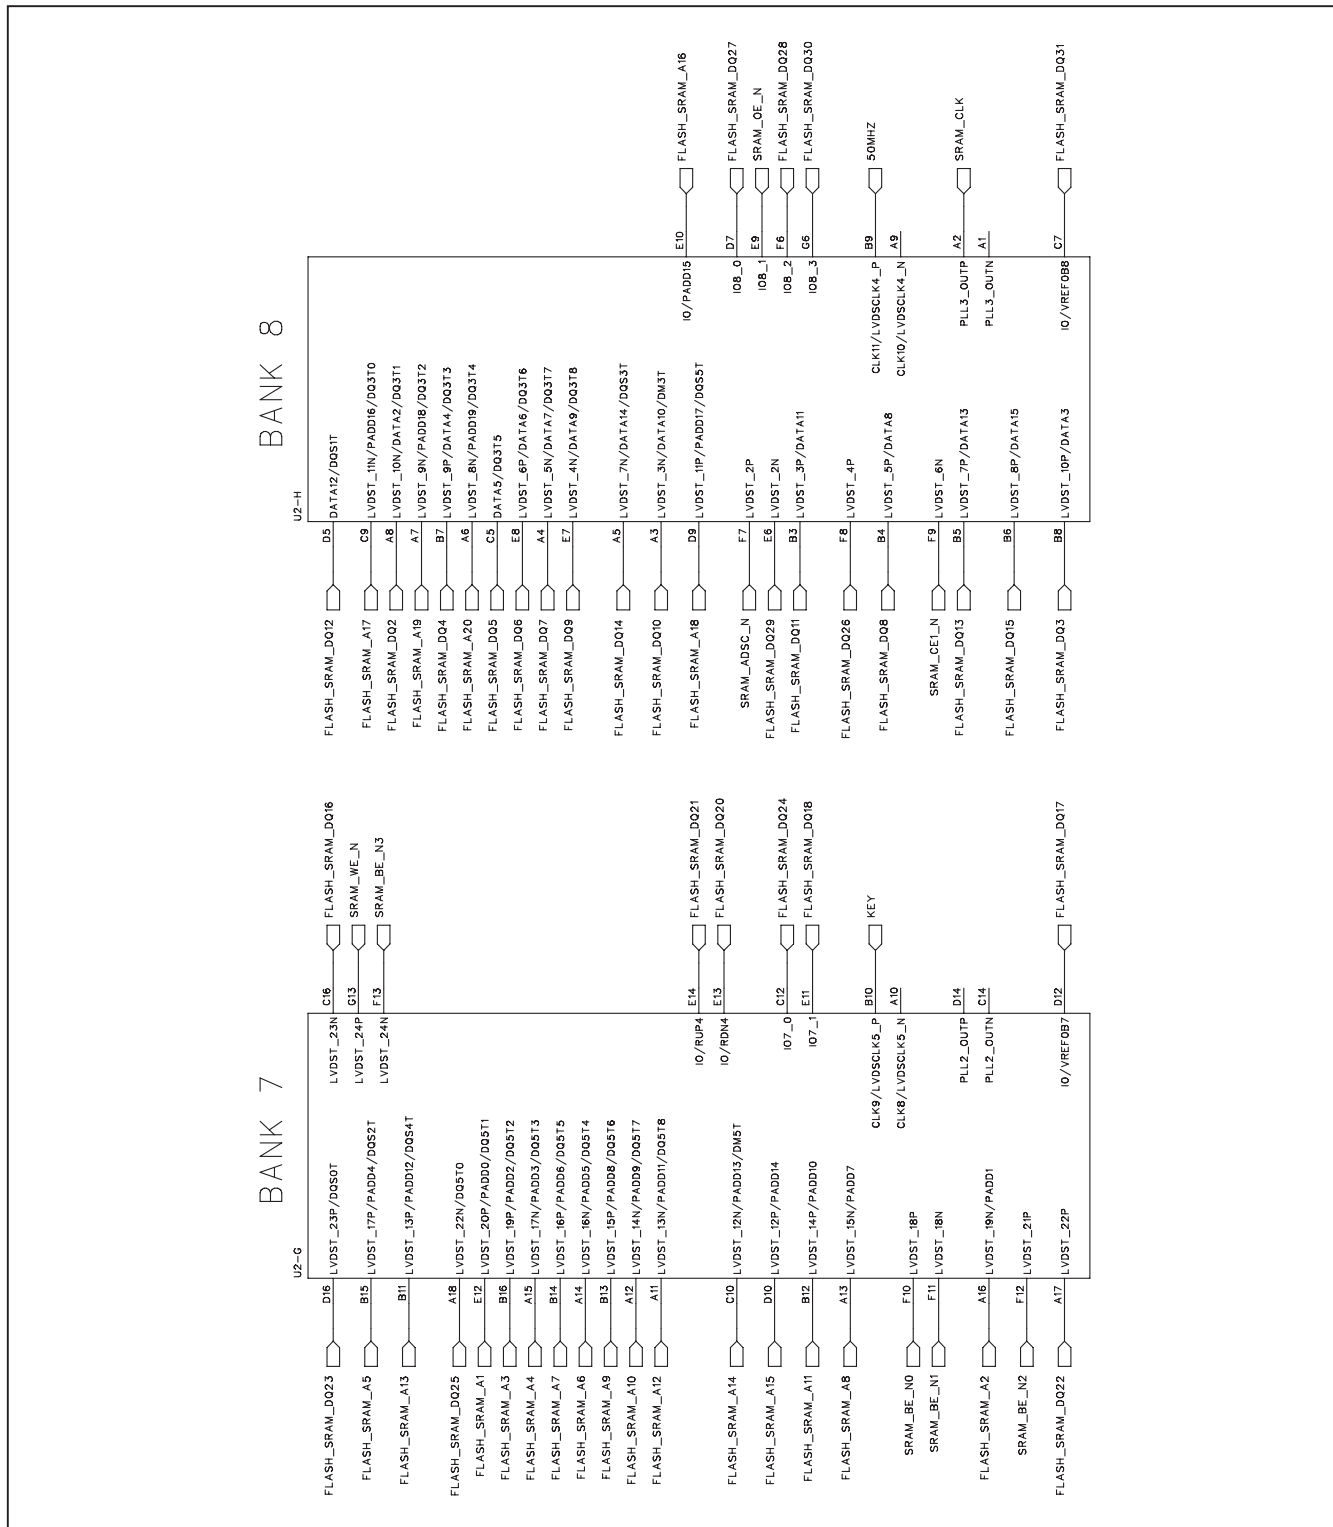 BANK 7
U2-G
FLASH_SRAM_DQ23 D16 LVDST_23P/DQS0T
FLASH_SRAM_A5 B15 LVDST_17P/PADD4/DQS2T
FLASH_SRAM_A13 B11 LVDST_13P/PADD12/DQS4T
FLASH_SRAM_DQ25 A18 LVDST_22N/DQ5T0
FLASH_SRAM_A1 E12 LVDST_20P/PADD0/DQ5T1
FLASH_SRAM_A3 B16 LVDST_19P/PADD2/DQ5T2
FLASH_SRAM_A4 A15 LVDST_17N/PADD3/DQ5T3
FLASH_SRAM_A7 B14 LVDST_16P/PADD6/DQ5T5
FLASH_SRAM_A6 A14 LVDST_16N/PADD5/DQ5T4
FLASH_SRAM_A9 B13 LVDST_15P/PADD8/DQ5T6
FLASH_SRAM_A10 A12 LVDST_14N/PADD9/DQ5T7
FLASH_SRAM_A12 A11 LVDST_13N/PADD11/DQ5T8
FLASH_SRAM_A14 C10 LVDST_12N/PADD13/DM5T
FLASH_SRAM_A15 D10 LVDST_12P/PADD14
FLASH_SRAM_A11 B12 LVDST_14P/PADD10
FLASH_SRAM_A8 A13 LVDST_15N/PADD7
SRAM_BE_N0 F10 LVDST_18P
SRAM_BE_N1 F11 LVDST_18N
FLASH_SRAM_A2 A16 LVDST_19N/PADD1
SRAM_BE_N2 F12 LVDST_21P
FLASH_SRAM_DQ22 A17 LVDST_22P
LVDST_23N C16 FLASH_SRAM_DQ16
LVDST_24P G13 SRAM_WE_N
LVDST_24N F13 SRAM_BE_N3
IO/RUP4 E14 FLASH_SRAM_DQ21
IO/RDN4 E13 FLASH_SRAM_DQ20
IO7_0 C12 FLASH_SRAM_DQ24
IO7_1 E11 FLASH_SRAM_DQ18
CLK9/LVDSCLK5_P B10 KEY
CLK8/LVDSCLK5_N A10
PLL2_OUTP D14
PLL2_OUTN C14
IO/VREF0B7 D12 FLASH_SRAM_DQ17
BANK 8
U2-H
FLASH_SRAM_DQ12 D5 DATA12/DQS1T
FLASH_SRAM_A17 C9 LVDST_11N/PADD16/DQ3T0
FLASH_SRAM_DQ2 A8 LVDST_10N/DATA2/DQ3T1
FLASH_SRAM_A19 A7 LVDST_9N/PADD18/DQ3T2
FLASH_SRAM_DQ4 B7 LVDST_9P/DATA4/DQ3T3
FLASH_SRAM_A20 A6 LVDST_8N/PADD19/DQ3T4
FLASH_SRAM_DQ5 C5 DATA5/DQ3T5
FLASH_SRAM_DQ6 E8 LVDST_6P/DATA6/DQ3T6
FLASH_SRAM_DQ7 A4 LVDST_5N/DATA7/DQ3T7
FLASH_SRAM_DQ9 E7 LVDST_4N/DATA9/DQ3T8
FLASH_SRAM_DQ14 A5 LVDST_7N/DATA14/DQS3T
FLASH_SRAM_DQ10 A3 LVDST_3N/DATA10/DM3T
FLASH_SRAM_A18 D9 LVDST_11P/PADD17/DQS5T
SRAM_ADSC_N F7 LVDST_2P
FLASH_SRAM_DQ29 E6 LVDST_2N
FLASH_SRAM_DQ11 B3 LVDST_3P/DATA11
FLASH_SRAM_DQ26 F8 LVDST_4P
FLASH_SRAM_DQ8 B4 LVDST_5P/DATA8
SRAM_CE1_N F9 LVDST_6N
FLASH_SRAM_DQ13 B5 LVDST_7P/DATA13
FLASH_SRAM_DQ15 B6 LVDST_8P/DATA15
FLASH_SRAM_DQ3 B8 LVDST_10P/DATA3
IO/PADD15 E10 FLASH_SRAM_A16
IO8_0 D7 FLASH_SRAM_DQ27
IO8_1 E9 SRAM_OE_N
IO8_2 F6 FLASH_SRAM_DQ28
IO8_3 G6 FLASH_SRAM_DQ30
CLK11/LVDSCLK4_P B9 50MHZ
CLK10/LVDSCLK4_N A9
PLL3_OUTP A2 SRAM_CLK
PLL3_OUTN A1
IO/VREF0B8 C7 FLASH_SRAM_DQ31